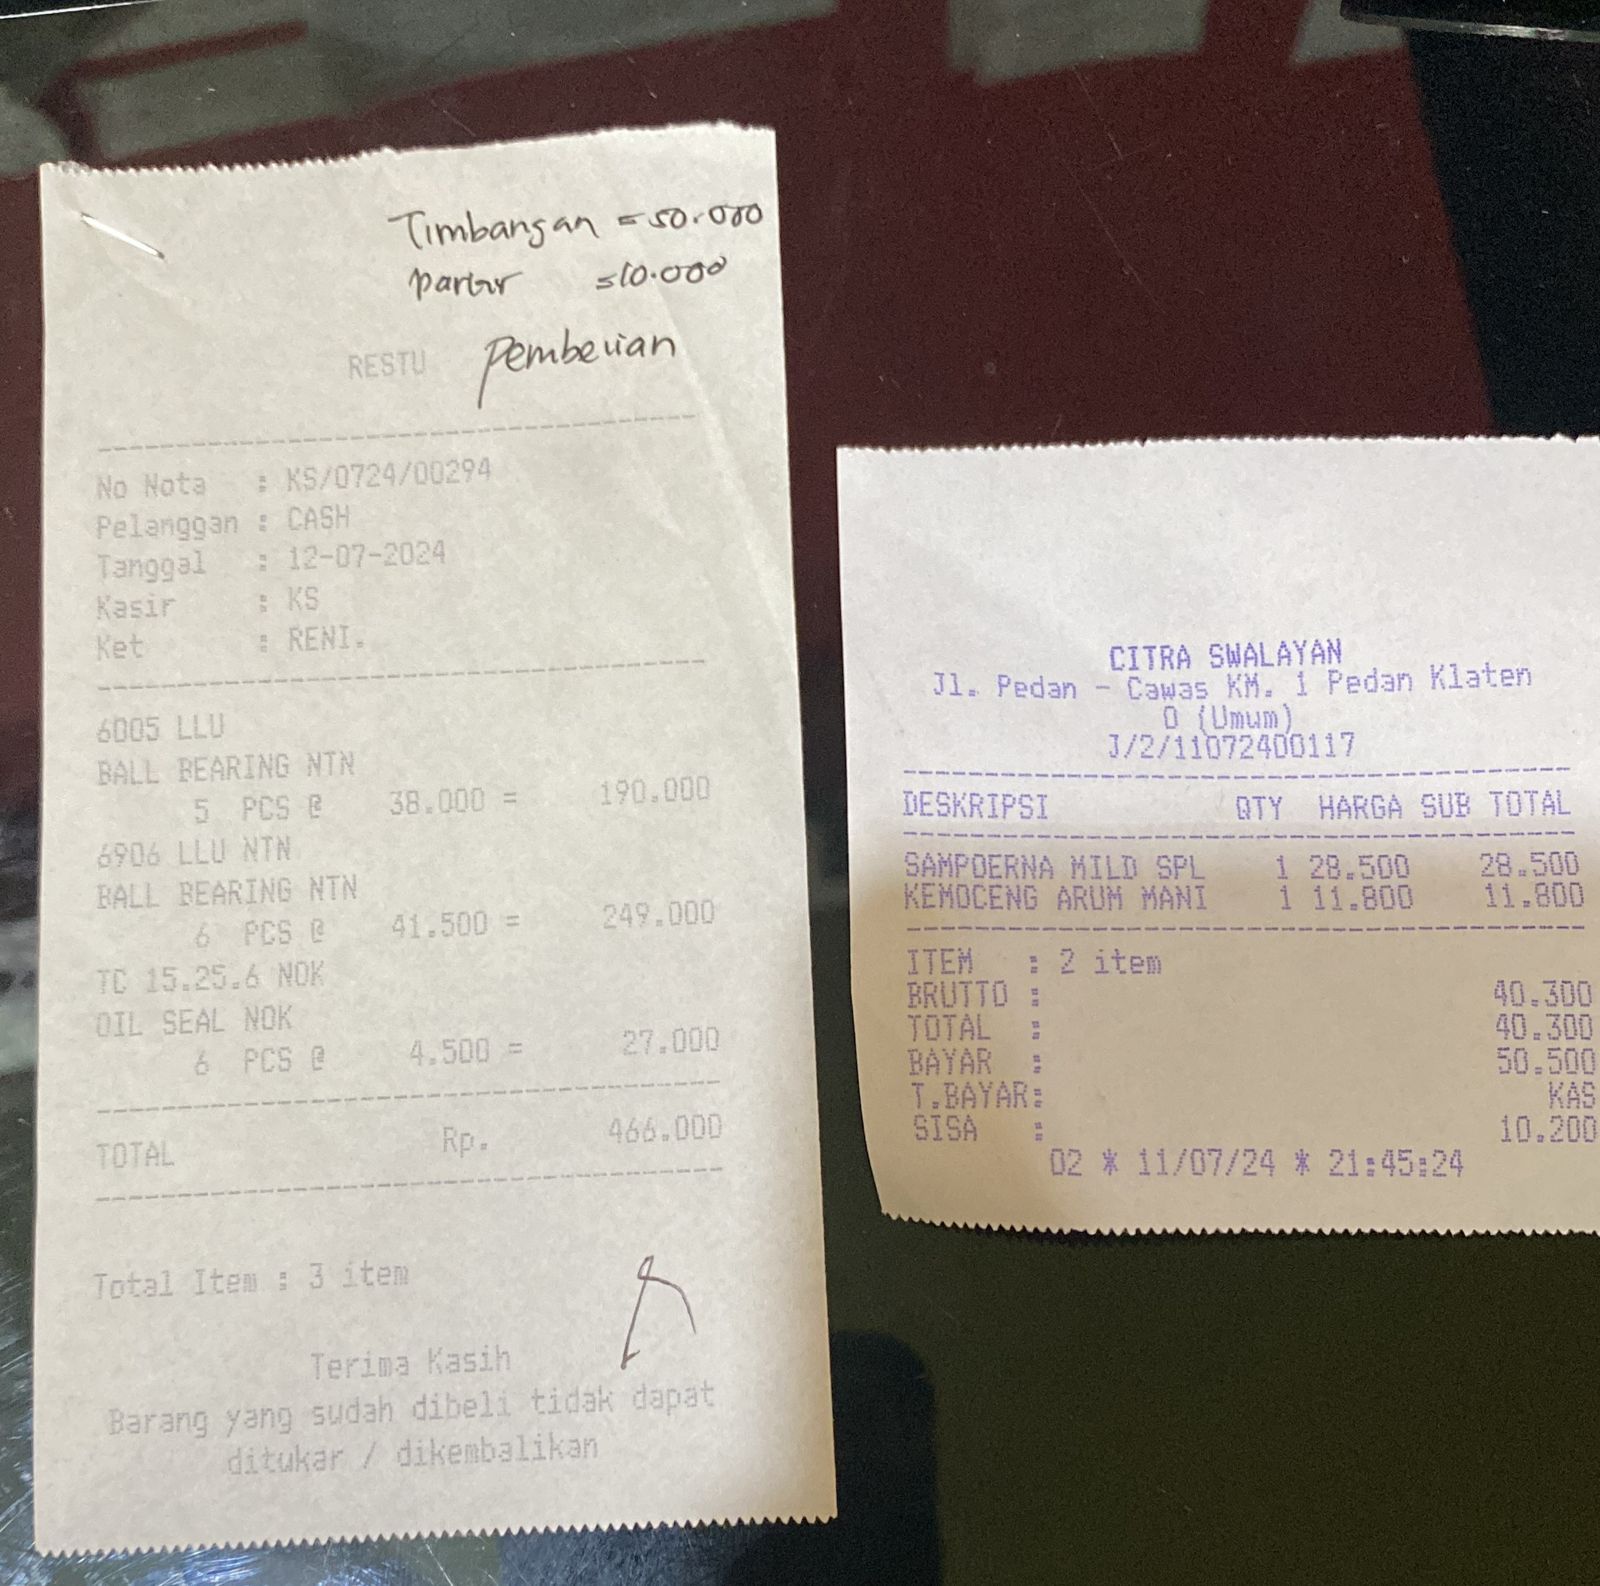 Timbangan = 50.000
parkir = 10.000
RESTU pembelian
No Nota : KS/0724/00294
Pelanggan : CASH
Tanggal : 12-07-2024
Kasir : KS
Ket : RENI.
6005 LLU
BALL BEARING NTN
5 PCS @ 38.000 = 190.000
6906 LLU NTN
BALL BEARING NTN
6 PCS @ 41.500 = 249.000
TC 15.25.6 NOK
OIL SEAL NOK
6 PCS @ 4.500 = 27.000
TOTAL Rp. 466.000
Total Item : 3 item
Terima Kasih
Barang yang sudah dibeli tidak dapat
ditukar / dikembalikan
CITRA SWALAYAN
Jl. Pedan - Cawas KM. 1 Pedan Klaten
0 (Umum)
J/2/11072400117
DESKRIPSI QTY HARGA SUB TOTAL
SAMPOERNA MILD SPL 1 28.500 28.500
KEMOCENG ARUM MANI 1 11.800 11.800
ITEM : 2 item
BRUTTO : 40.300
TOTAL : 40.300
BAYAR : 50.500
T.BAYAR: KAS
SISA : 10.200
02 * 11/07/24 * 21:45:24